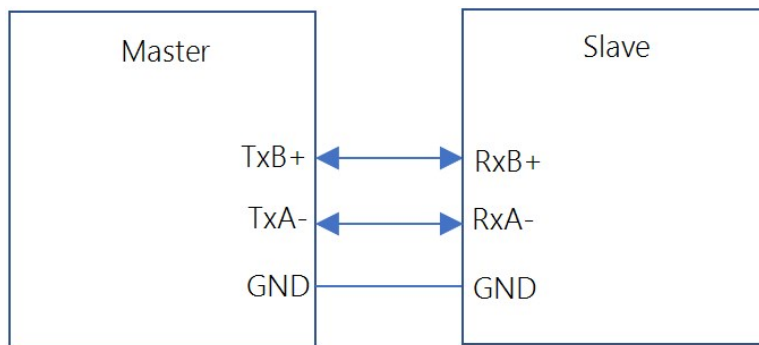 Master
Slave
TxB+
RxB+
TxA-
RxA-
GND
GND